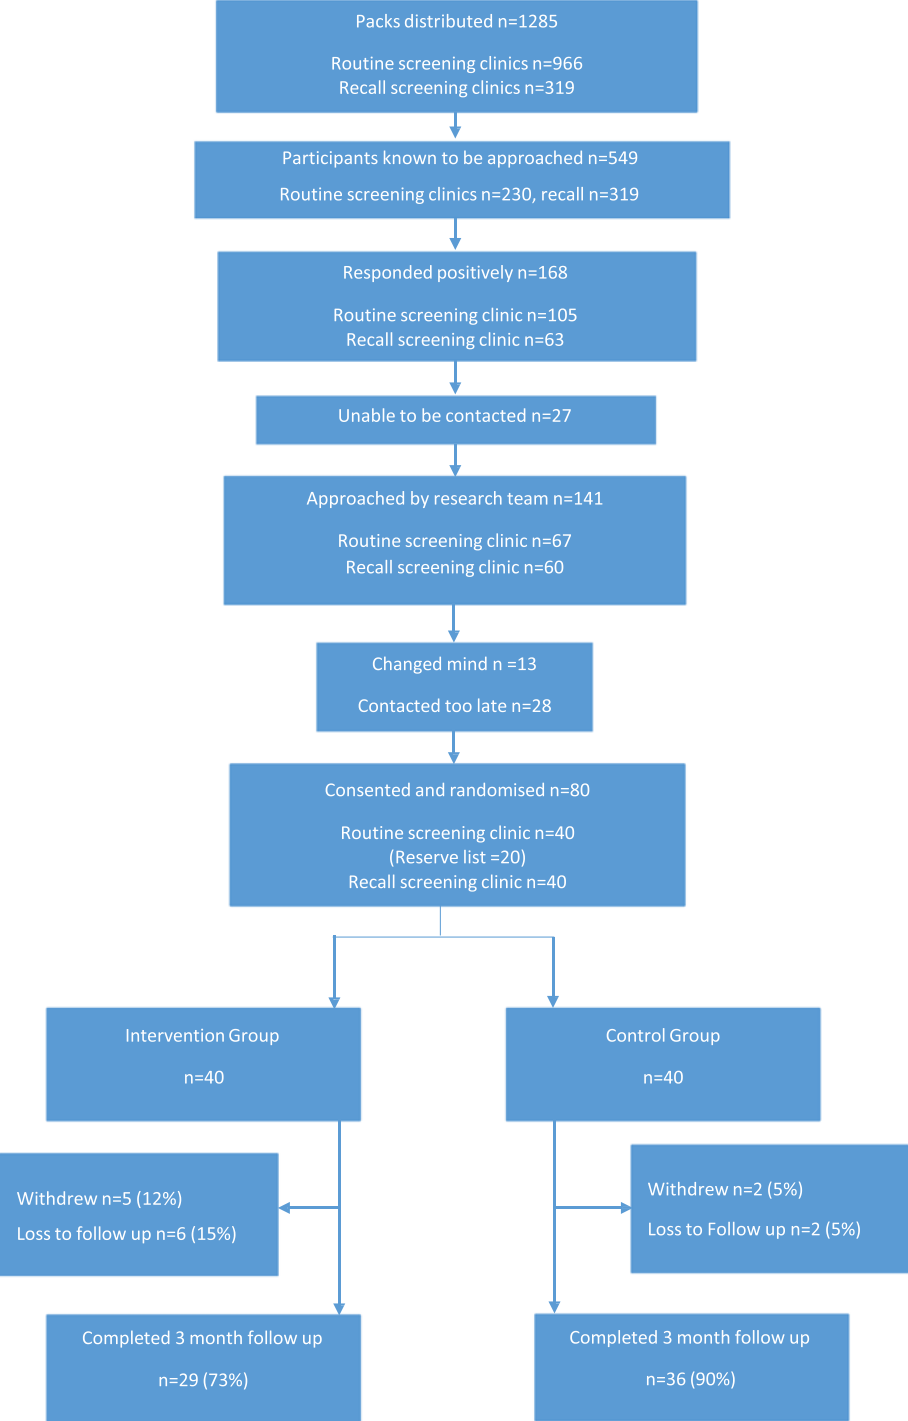 Packs distributed n=1285
Routine screening clinics n=966
Recall screening clinics n=319
Participants known to be approached n=549
Routine screening clinics n=230, recall n=319
Responded positively n=168
Routine screening clinic n=105
Recall screening clinic n=63
Unable to be contacted n=27
Approached by research team n=141
Routine screening clinic n=67
Recall screening clinic n=60
Changed mind n =13
Contacted too late n=28
Consented and randomised n=80
Routine screening clinic n=40
(Reserve list =20)
Recall screening clinic n=40
Intervention Group
n=40
Control Group
n=40
Withdrew n=5 (12%)
Loss to follow up n=6 (15%)
Withdrew n=2 (5%)
Loss to Follow up n=2 (5%)
Completed 3 month follow up
n=29 (73%)
Completed 3 month follow up
n=36 (90%)